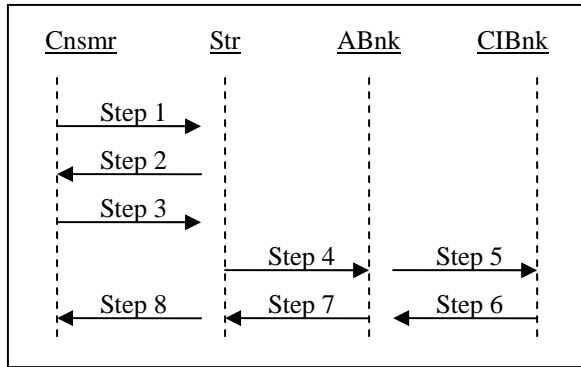 Cnsmr Str ABnk CIBnk
Step 1
Step 2
Step 3
Step 4 Step 5
Step 8 Step 7 Step 6